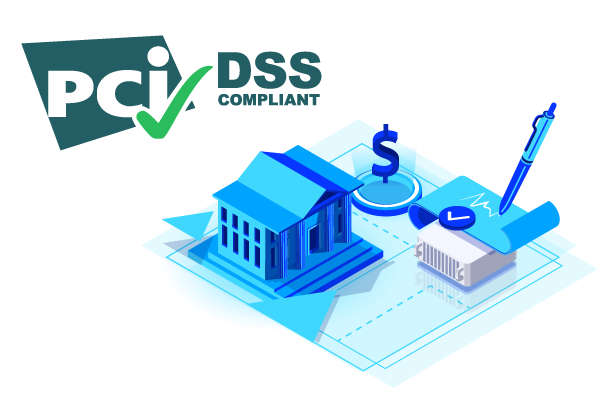 PCi DSS
COMPLIANT
$